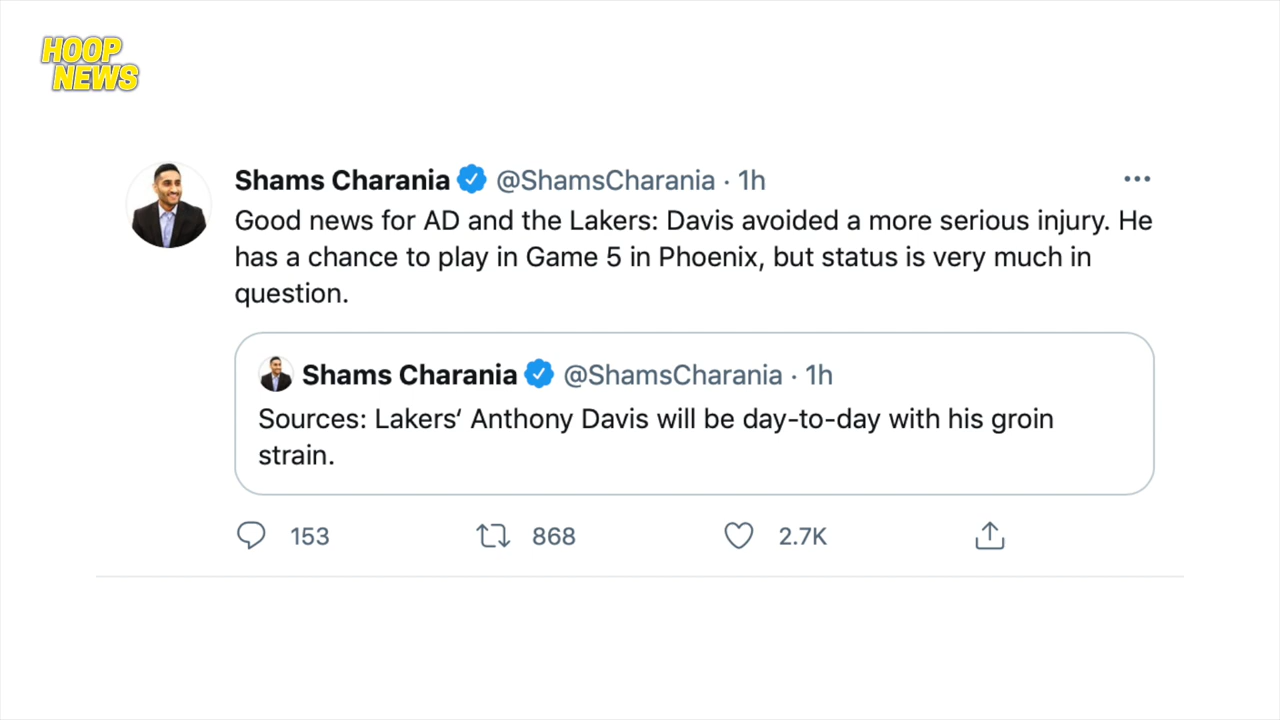 HOOP
NEWS
Shams Charania @ShamsCharania · 1h
Good news for AD and the Lakers: Davis avoided a more serious injury. He
has a chance to play in Game 5 in Phoenix, but status is very much in
question.
Shams Charania @ShamsCharania · 1h
Sources: Lakers‘ Anthony Davis will be day-to-day with his groin
strain.
153 868 2.7K